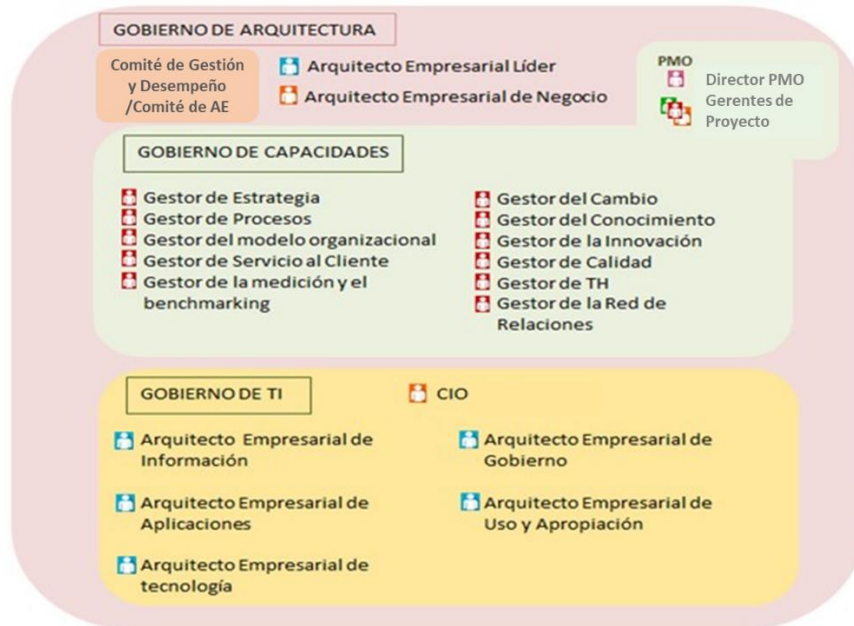 GOBIERNO DE ARQUITECTURA
Comité de Gestión
y Desempeño
/Comité de AE
Arquitecto Empresarial Líder
Arquitecto Empresarial de Negocio
PMO
Director PMO
Gerentes de
Proyecto
GOBIERNO DE CAPACIDADES
Gestor de Estrategia
Gestor de Procesos
Gestor del modelo organizacional
Gestor de Servicio al Cliente
Gestor de la medición y el
benchmarking
Gestor del Cambio
Gestor del Conocimiento
Gestor de la Innovación
Gestor de Calidad
Gestor de TH
Gestor de la Red de
Relaciones
GOBIERNO DE TI
CIO
Arquitecto Empresarial de
Información
Arquitecto Empresarial de
Aplicaciones
Arquitecto Empresarial de
tecnología
Arquitecto Empresarial de
Gobierno
Arquitecto Empresarial de
Uso y Apropiación